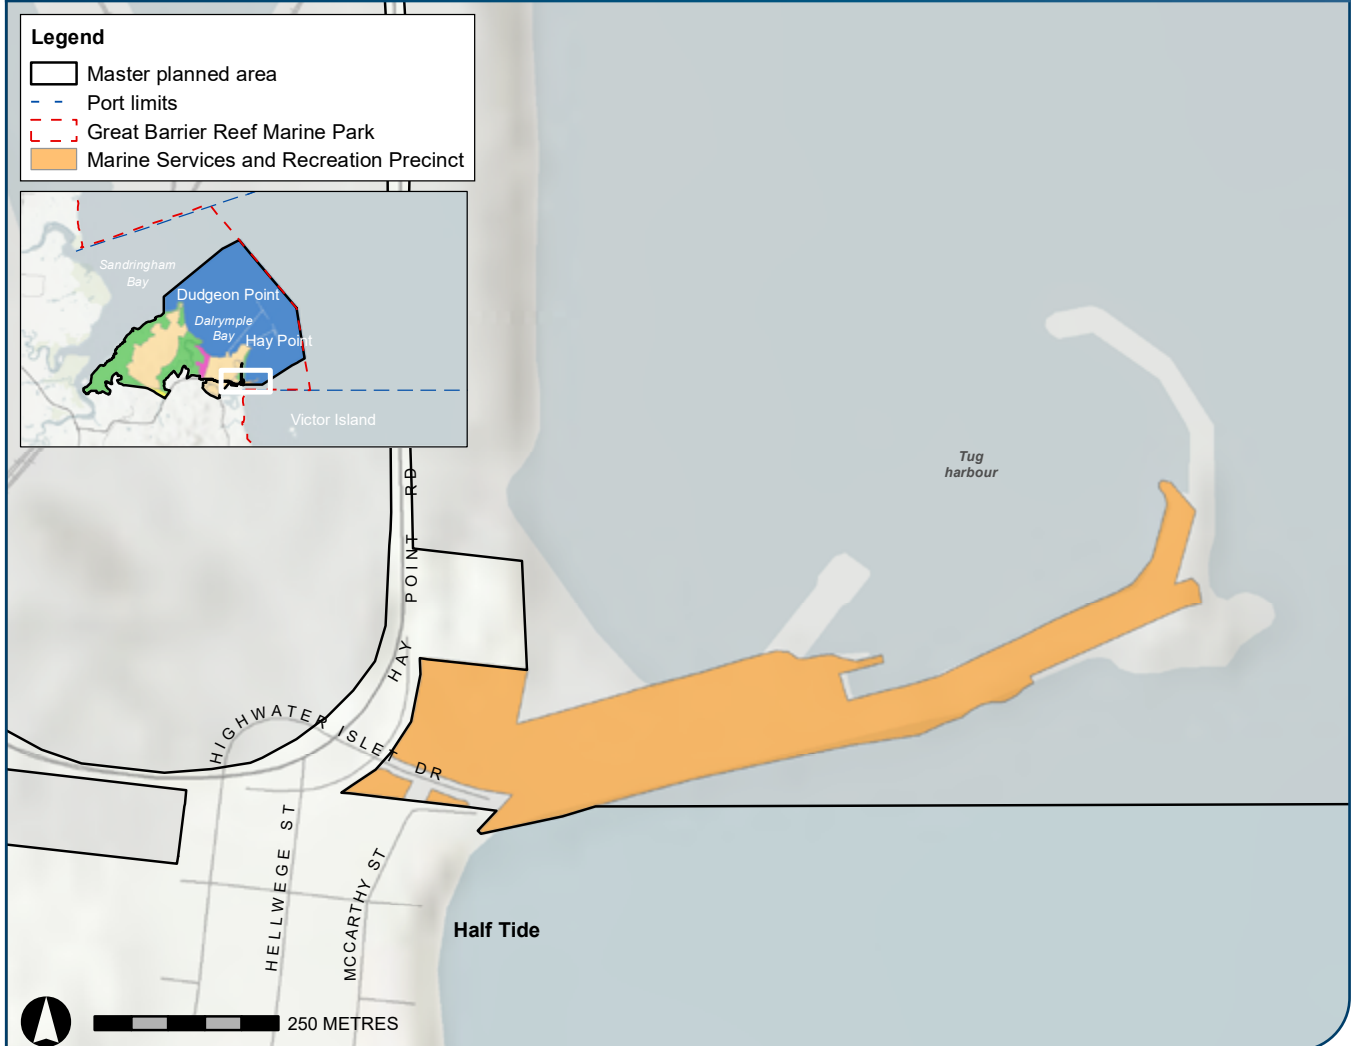 Legend
Master planned area
Port limits
Great Barrier Reef Marine Park
Marine Services and Recreation Precinct
Sandringham
Bay
Dudgeon Point
Dalrymple
Bay
Hay Point
Victor Island
Tug
harbour
HAY POINT RD
HIGHWATER ISLET DR
HELLWEGE ST
MCCARTHY ST
Half Tide
250 METRES